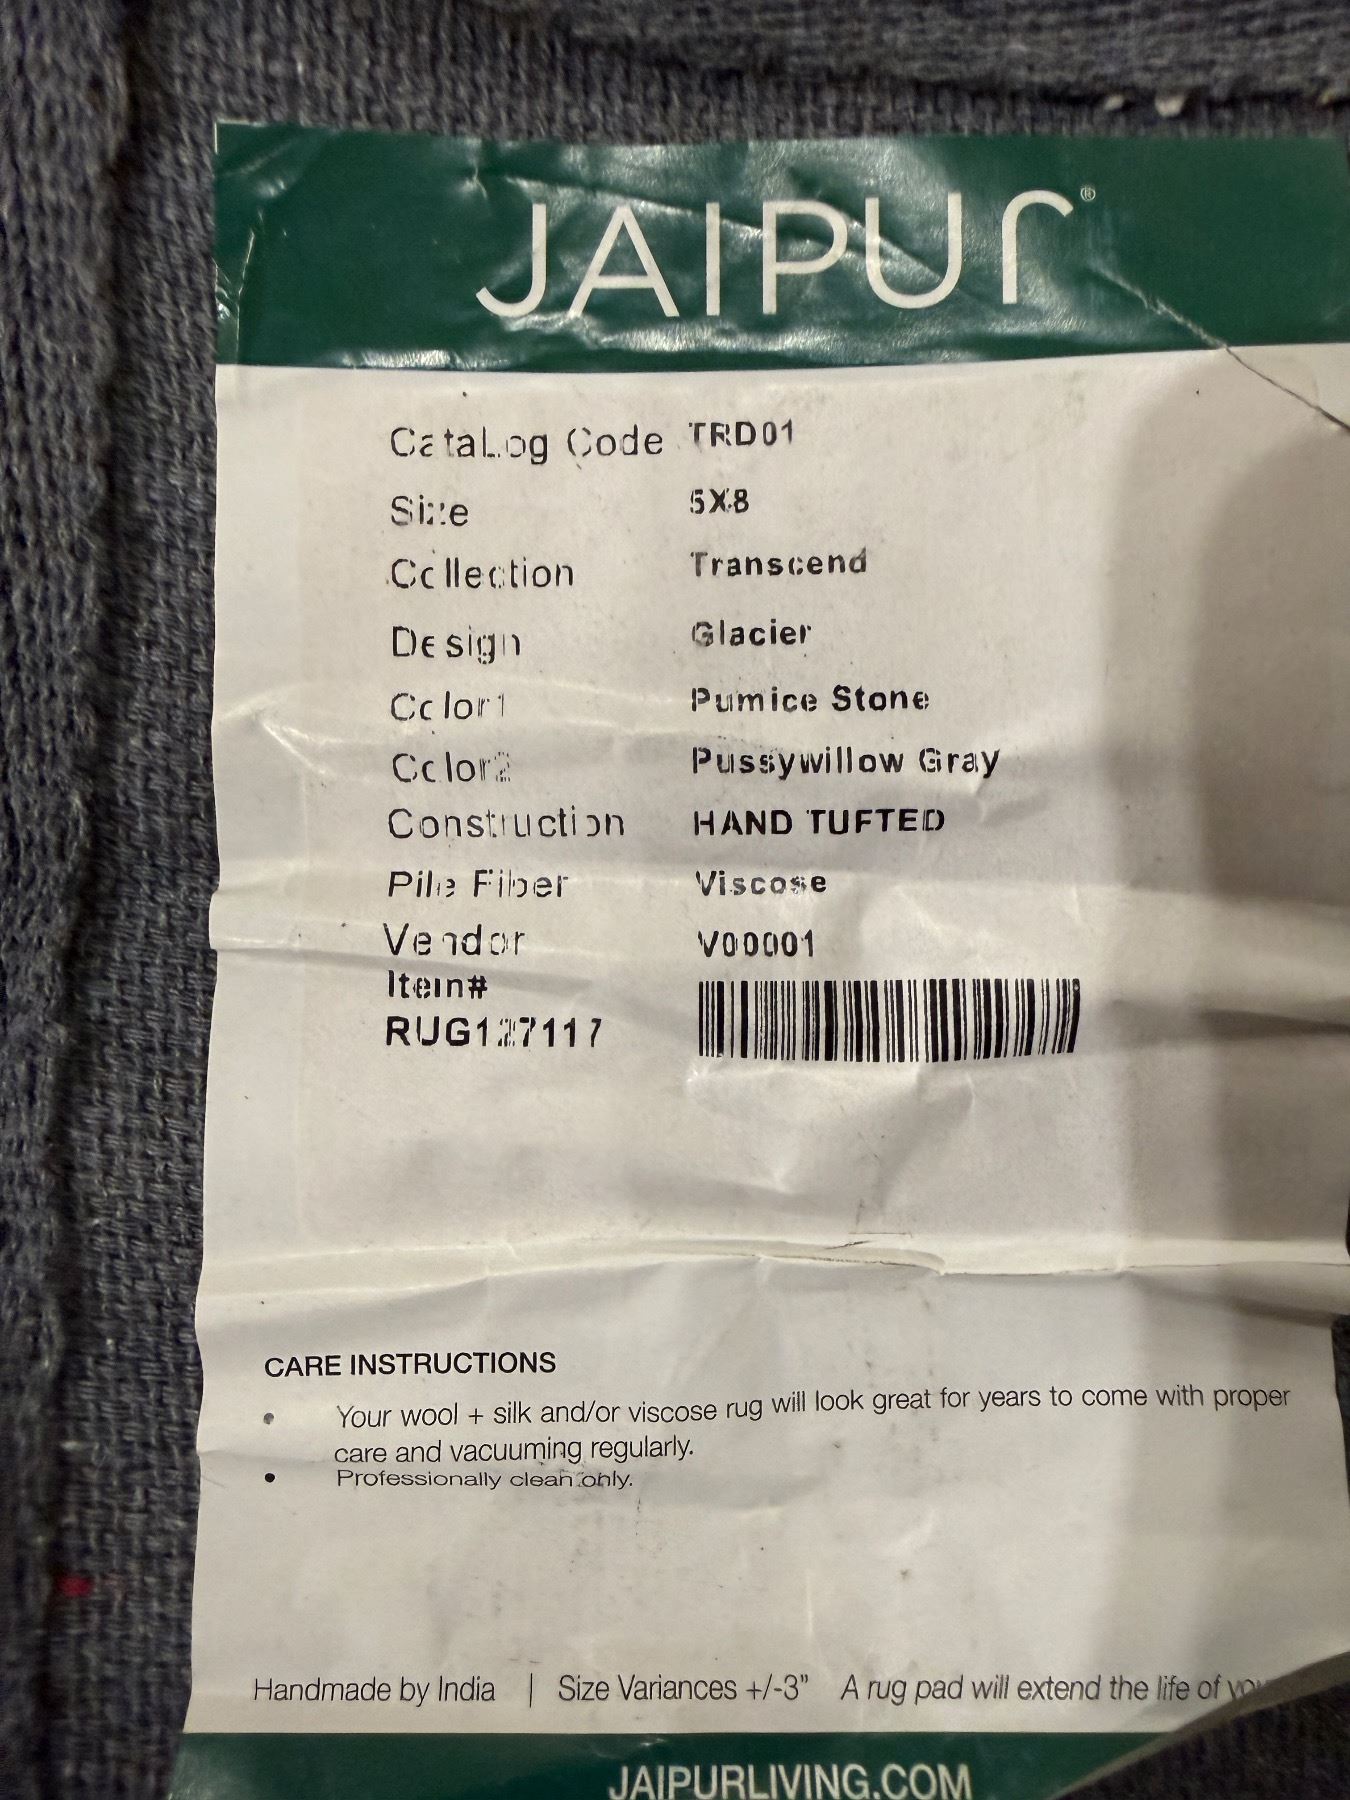 JAIPUR®
Catalog Code TRD01
Size 5X8
Collection Transcend
Design Glacier
Color1 Pumice Stone
Color2 Pussywillow Gray
Construction HAND TUFTED
Pile Fiber Viscose
Vendor V00001
Item#
RUG127117
CARE INSTRUCTIONS
• Your wool + silk and/or viscose rug will look great for years to come with proper
care and vacuuming regularly.
• Professionally clean only.
Handmade by India | Size Variances +/-3" A rug pad will extend the life of
JAIPURLIVING.COM